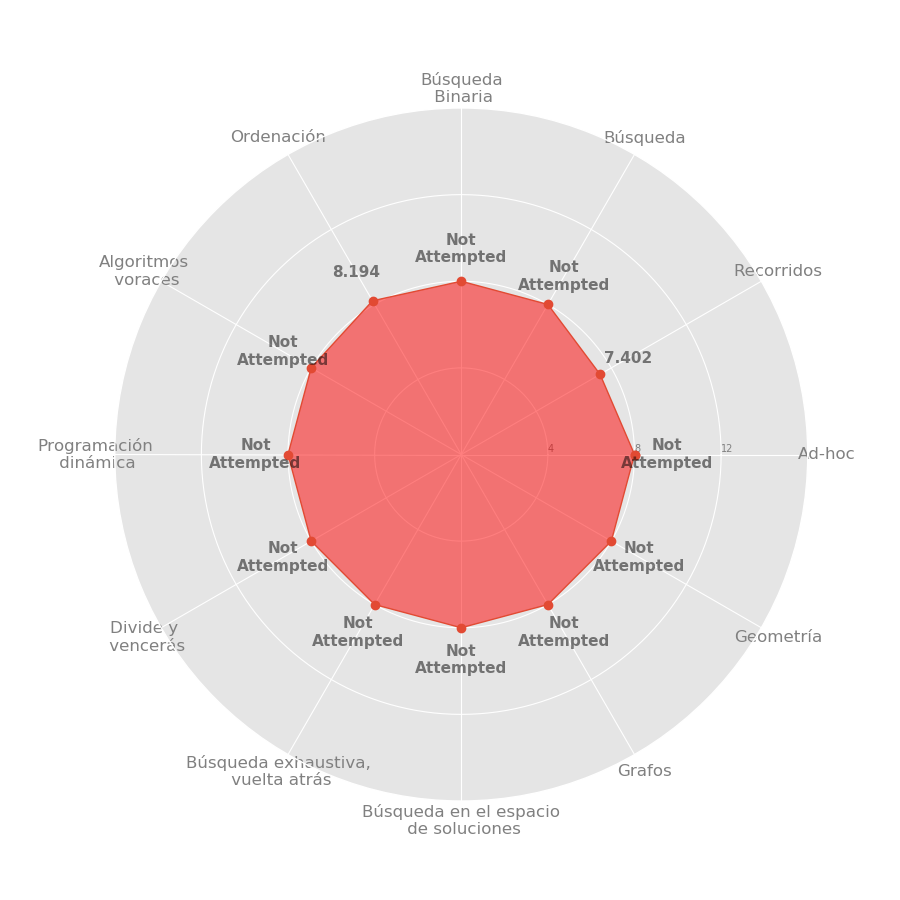 Búsqueda
Binaria
Ordenación
Búsqueda
Not
Attempted
Algoritmos
voraces
8.194
Not
Attempted
Recorridos
Not
Attempted
7.402
Programación
dinámica
Not
Attempted
4
8
Not
Attempted
12
Ad-hoc
Not
Attempted
Not
Attempted
Divide y
vencerás
Not
Attempted
Not
Attempted
Not
Attempted
Geometría
Búsqueda exhaustiva,
vuelta atrás
Grafos
Búsqueda en el espacio
de soluciones